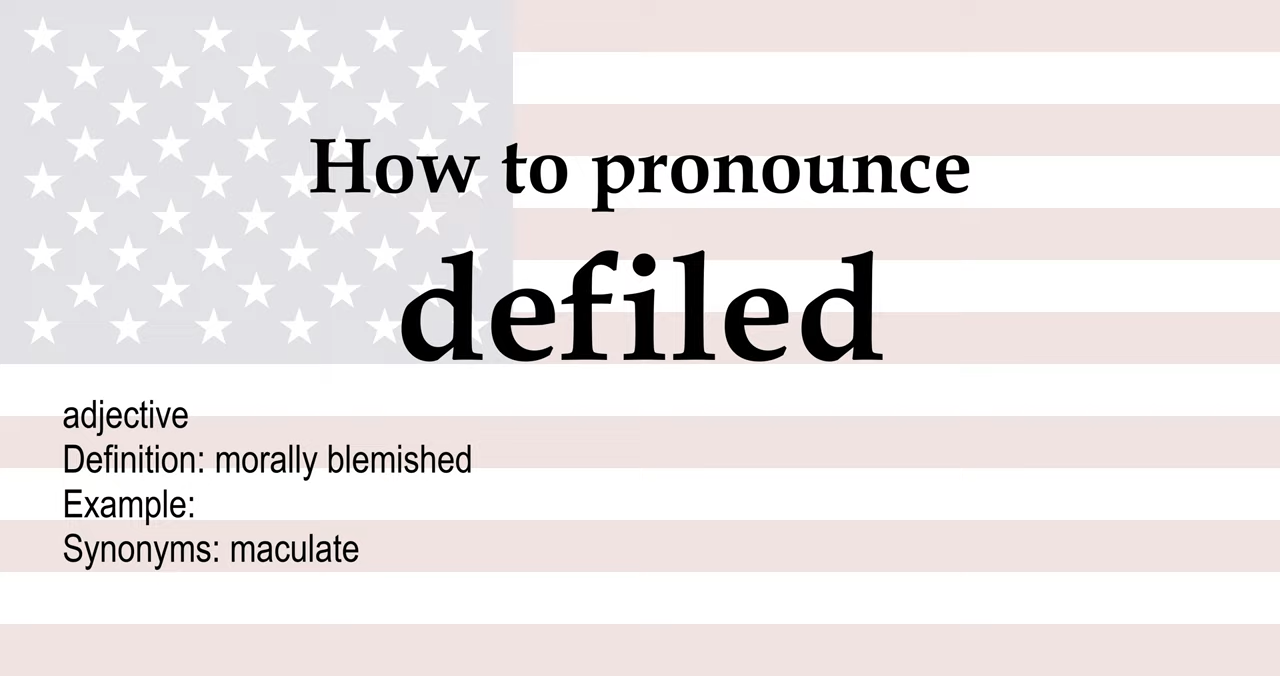 How to pronounce
defiled
adjective
Definition: morally blemished
Example:
Synonyms: maculate